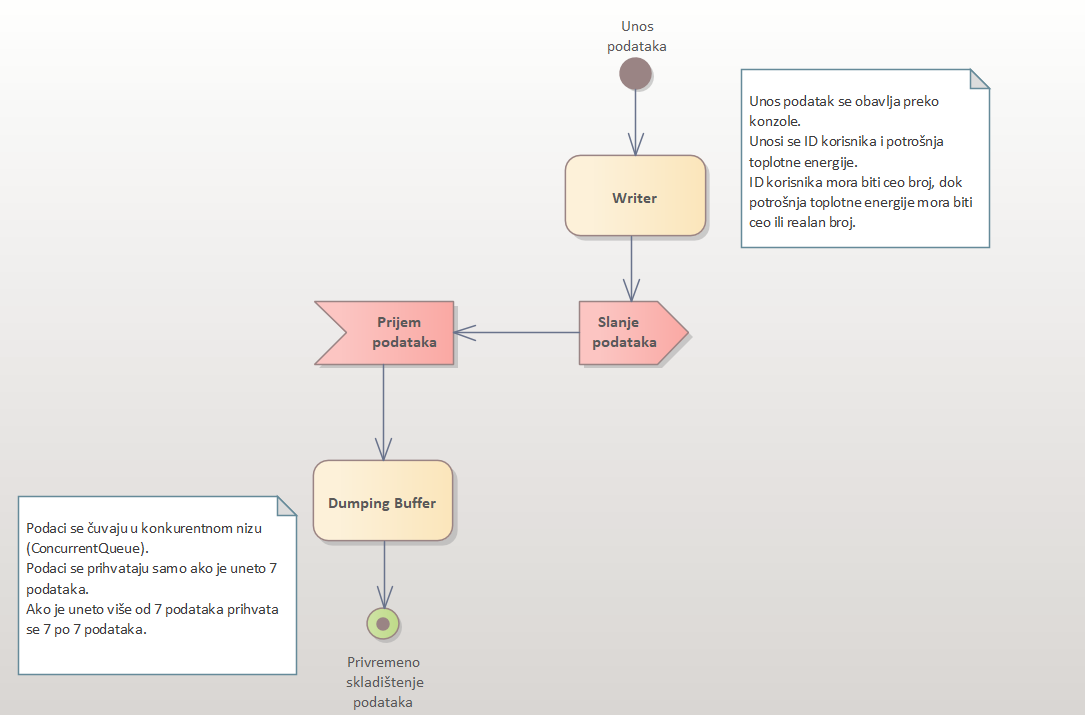 Unos
podataka
Unos podatak se obavlja preko
konzole.
Unosi se ID korisnika i potrošnja
toplotne energije.
ID korisnika mora biti ceo broj, dok
potrošnja toplotne energije mora biti
ceo ili realan broj.
Writer
Slanje
podataka
Prijem
podataka
Dumping Buffer
Podaci se čuvaju u konkurentnom nizu
(ConcurrentQueue).
Podaci se prihvataju samo ako je uneto 7
podataka.
Ako je uneto više od 7 podataka prihvata
se 7 po 7 podataka.
Privremeno
skladištenje
podataka